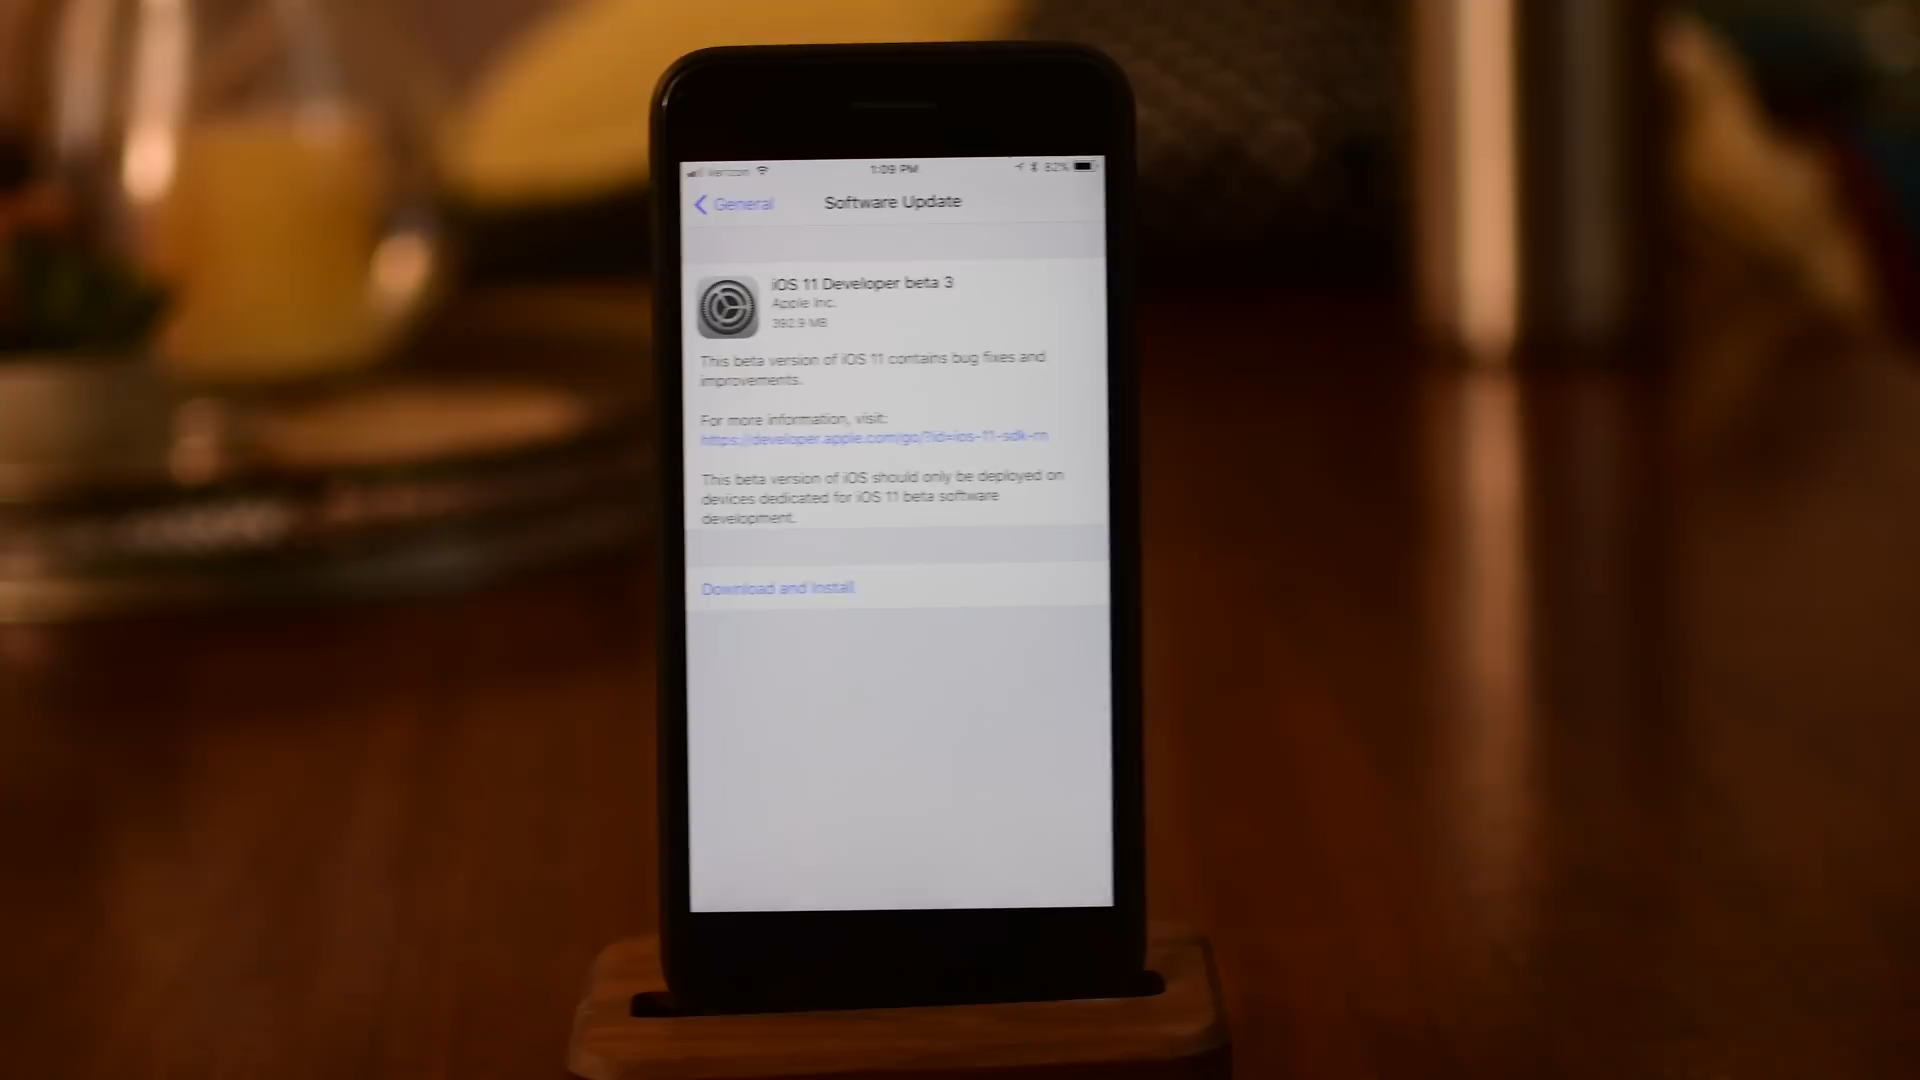 Verizon 1:09 PM 82%
General Software Update
iOS 11 Developer beta 3
Apple Inc.
392.9 MB
This beta version of iOS 11 contains bug fixes and
improvements.
For more information, visit:
https://developer.apple.com/go/?id=ios-11-sdk-rn
This beta version of iOS should only be deployed on
devices dedicated for iOS 11 beta software
development.
Download and Install